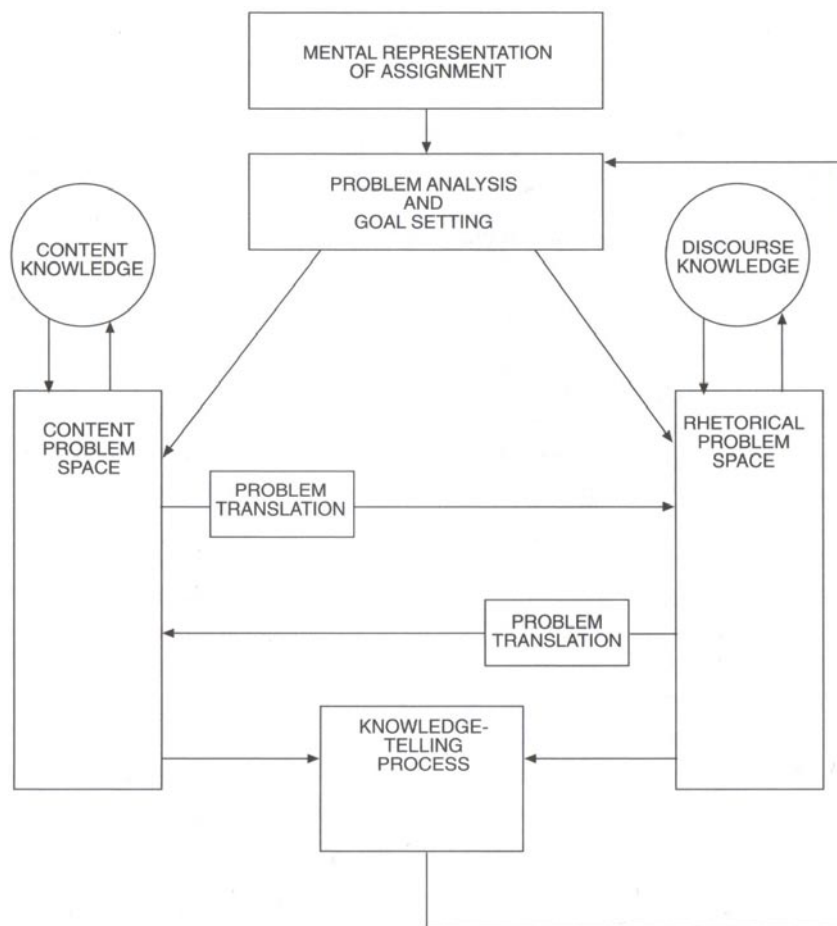 MENTAL REPRESENTATION
OF ASSIGNMENT
PROBLEM ANALYSIS
AND
GOAL SETTING
CONTENT
KNOWLEDGE
DISCOURSE
KNOWLEDGE
CONTENT
PROBLEM
SPACE
RHETORICAL
PROBLEM
SPACE
PROBLEM
TRANSLATION
PROBLEM
TRANSLATION
KNOWLEDGE-
TELLING
PROCESS